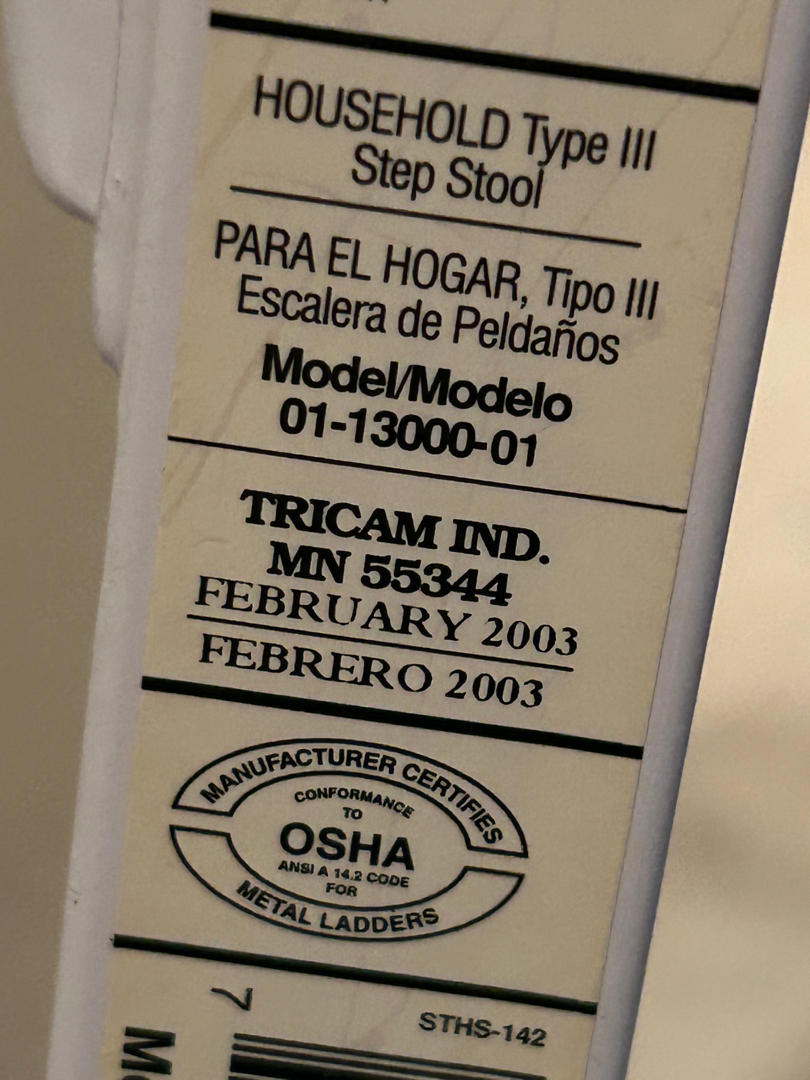 HOUSEHOLD Type III
Step Stool
PARA EL HOGAR, Tipo III
Escalera de Peldaños
Model/Modelo
01-13000-01
TRICAM IND.
MN 55344
FEBRUARY 2003
FEBRERO 2003
MANUFACTURER CERTIFIES
CONFORMANCE
TO
OSHA
ANSI A 14.2 CODE
FOR
METAL LADDERS
7
STHS-142